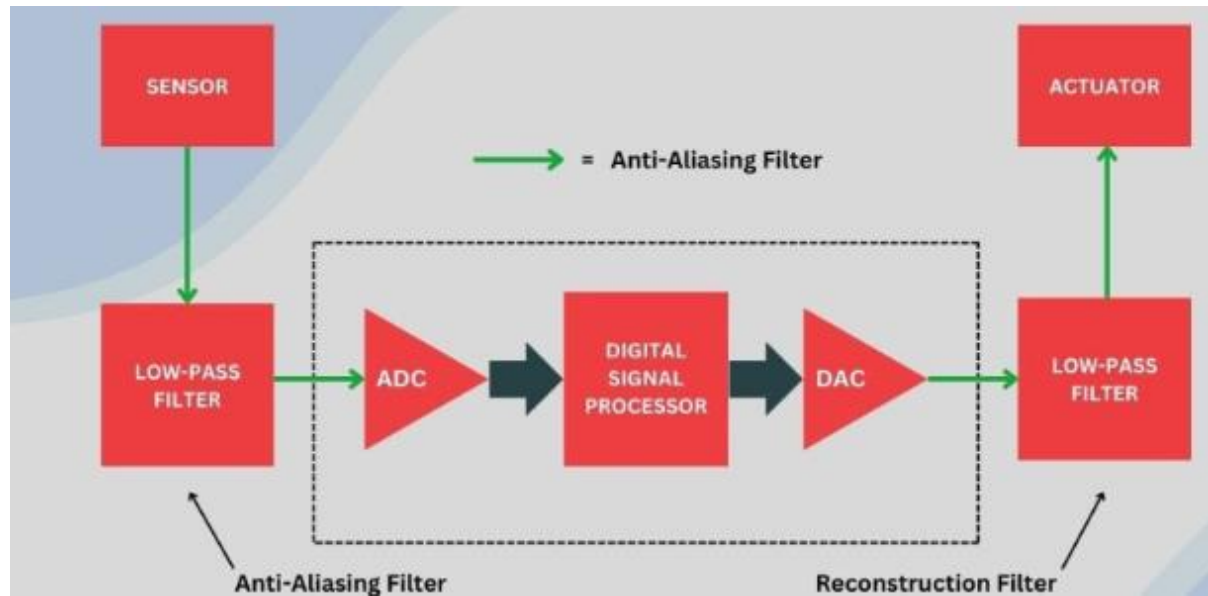 SENSOR
ACTUATOR
= Anti-Aliasing Filter
LOW-PASS
FILTER
ADC
DIGITAL
SIGNAL
PROCESSOR
DAC
LOW-PASS
FILTER
Anti-Aliasing Filter
Reconstruction Filter